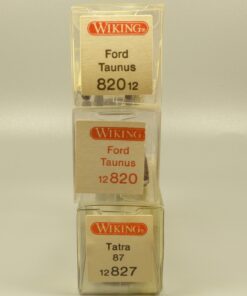 WIKING®
Ford
Taunus
820 12
WIKING®
Ford
Taunus
12 820
WIKING®
Tatra
87
12 827